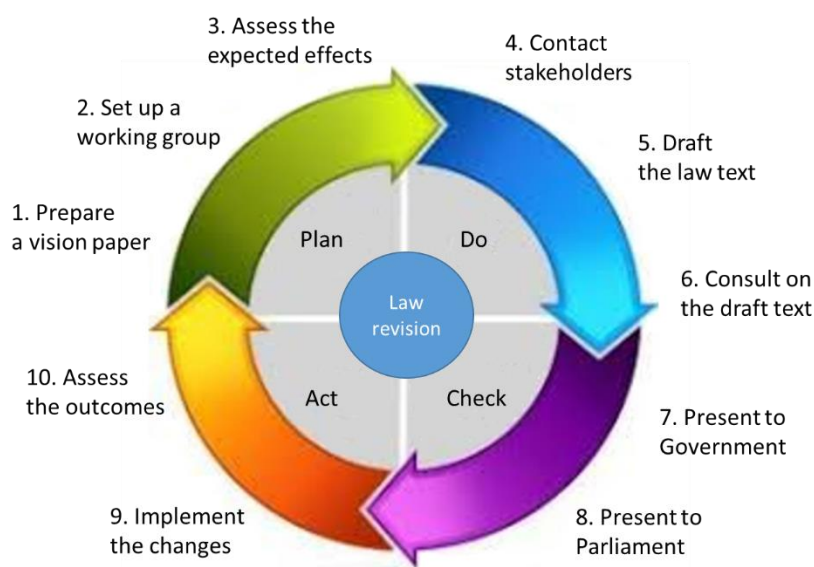 3. Assess the
expected effects
4. Contact
stakeholders
2. Set up a
working group
5. Draft
the law text
1. Prepare
a vision paper
Plan
Do
6. Consult on
the draft text
Law
revision
10. Assess
the outcomes
Act
Check
7. Present to
Government
9. Implement
the changes
8. Present to
Parliament